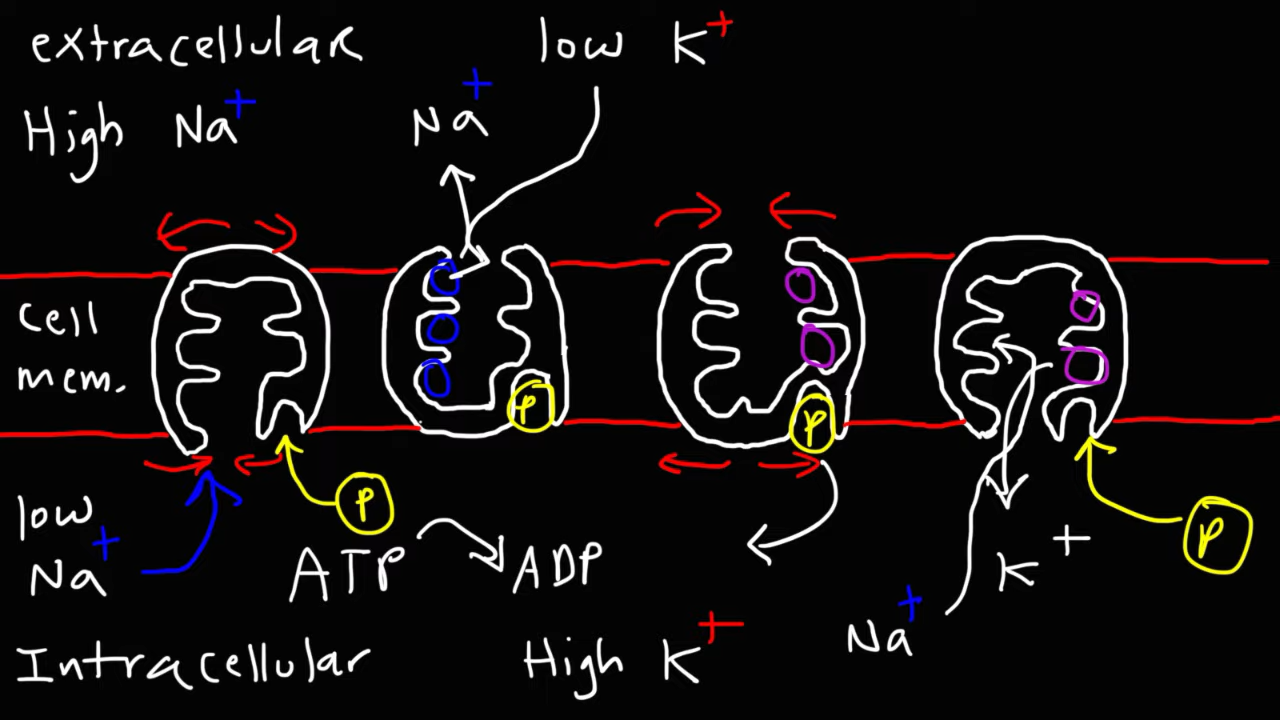 extracellular
low K+
High Na+
Na+
cell
mem.
P
P
P
P
low
Na+
ATP
ADP
K+
Na+
Intracellular
High K+